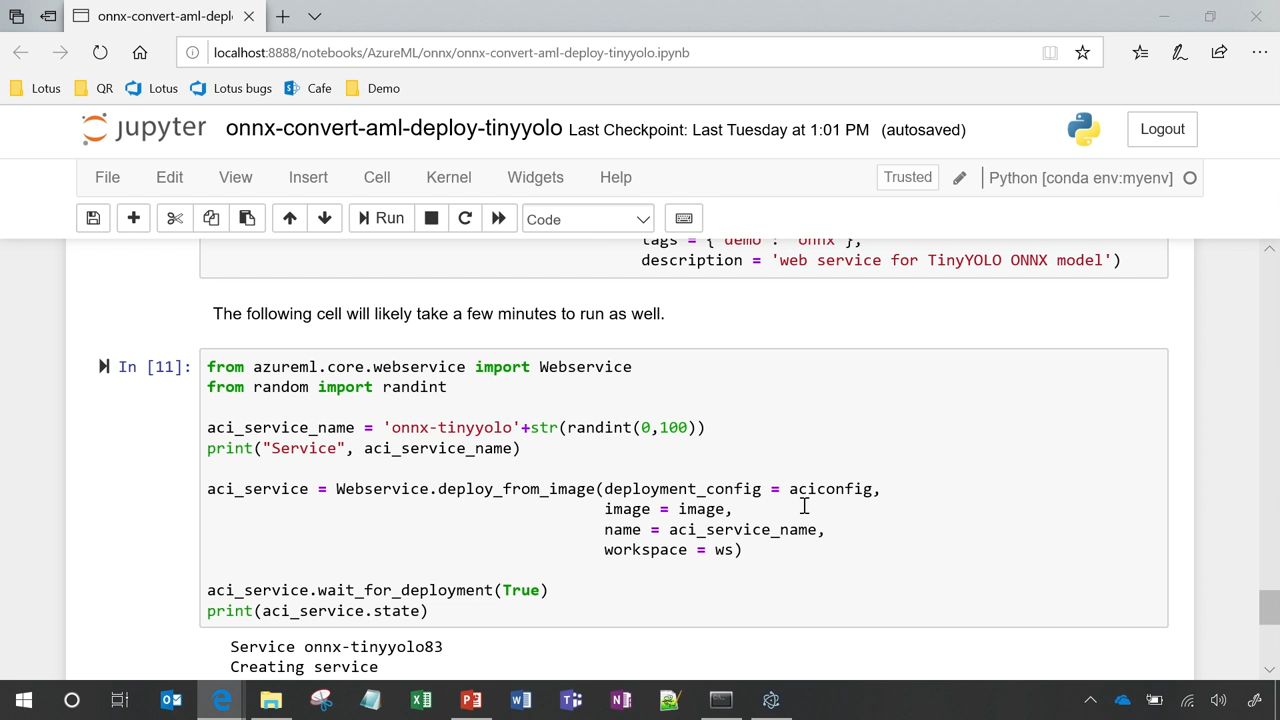 onnx-convert-aml-depl
localhost:8888/notebooks/AzureML/onnx/onnx-convert-aml-deploy-tinyyolo.ipynb
Lotus QR Lotus Lotus bugs Cafe Demo
jupyter onnx-convert-aml-deploy-tinyyolo Last Checkpoint: Last Tuesday at 1:01 PM (autosaved) Logout
File Edit View Insert Cell Kernel Widgets Help Trusted Python [conda env:myenv]
Run Code
tags = {'demo': 'onnx'},
description = 'web service for TinyYOLO ONNX model')
The following cell will likely take a few minutes to run as well.
In [11]: from azureml.core.webservice import Webservice
from random import randint
aci_service_name = 'onnx-tinyyolo'+str(randint(0,100))
print("Service", aci_service_name)
aci_service = Webservice.deploy_from_image(deployment_config = aciconfig,
image = image,
name = aci_service_name,
workspace = ws)
aci_service.wait_for_deployment(True)
print(aci_service.state)
Service onnx-tinyyolo83
Creating service